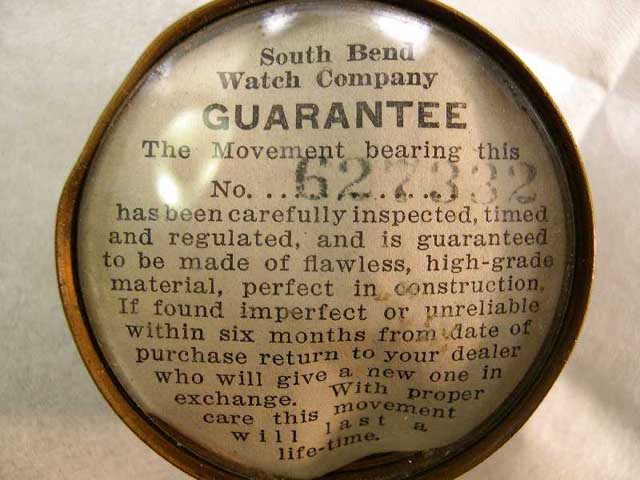 South Bend
Watch Company
GUARANTEE
The Movement bearing this
No. . . 627332
has been carefully inspected, timed
and regulated, and is guaranteed
to be made of flawless, high-grade
material, perfect in construction.
If found imperfect or unreliable
within six months from date of
purchase return to your dealer
who will give a new one in
exchange. With proper
care this movement
will last a
life-time.